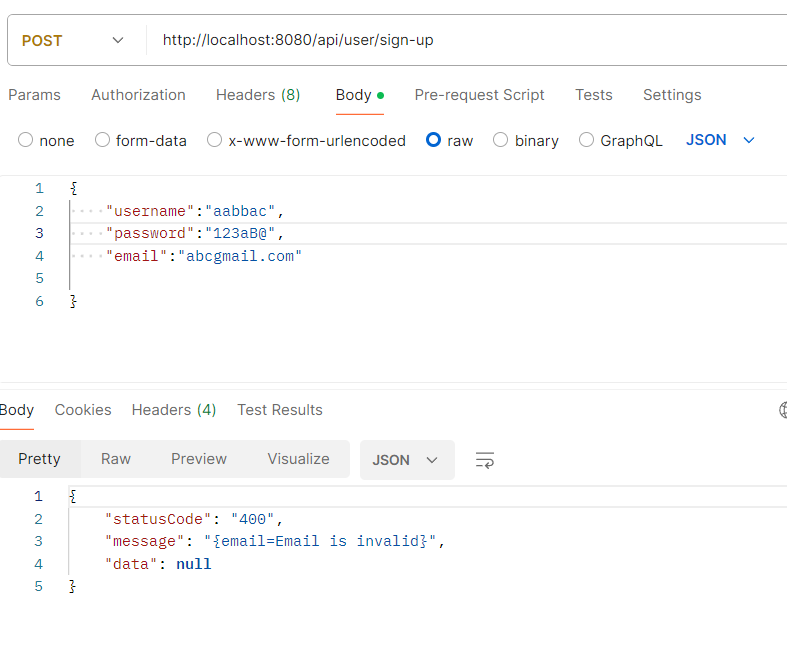 POST http://localhost:8080/api/user/sign-up
Params Authorization Headers (8) Body Pre-request Script Tests Settings
none form-data x-www-form-urlencoded raw binary GraphQL JSON
1 {
2 "username":"aabbac",
3 "password":"123aB@",
4 "email":"abcgmail.com"
5
6 }
Body Cookies Headers (4) Test Results
Pretty Raw Preview Visualize JSON
1 {
2 "statusCode": "400",
3 "message": "{email=Email is invalid}",
4 "data": null
5 }